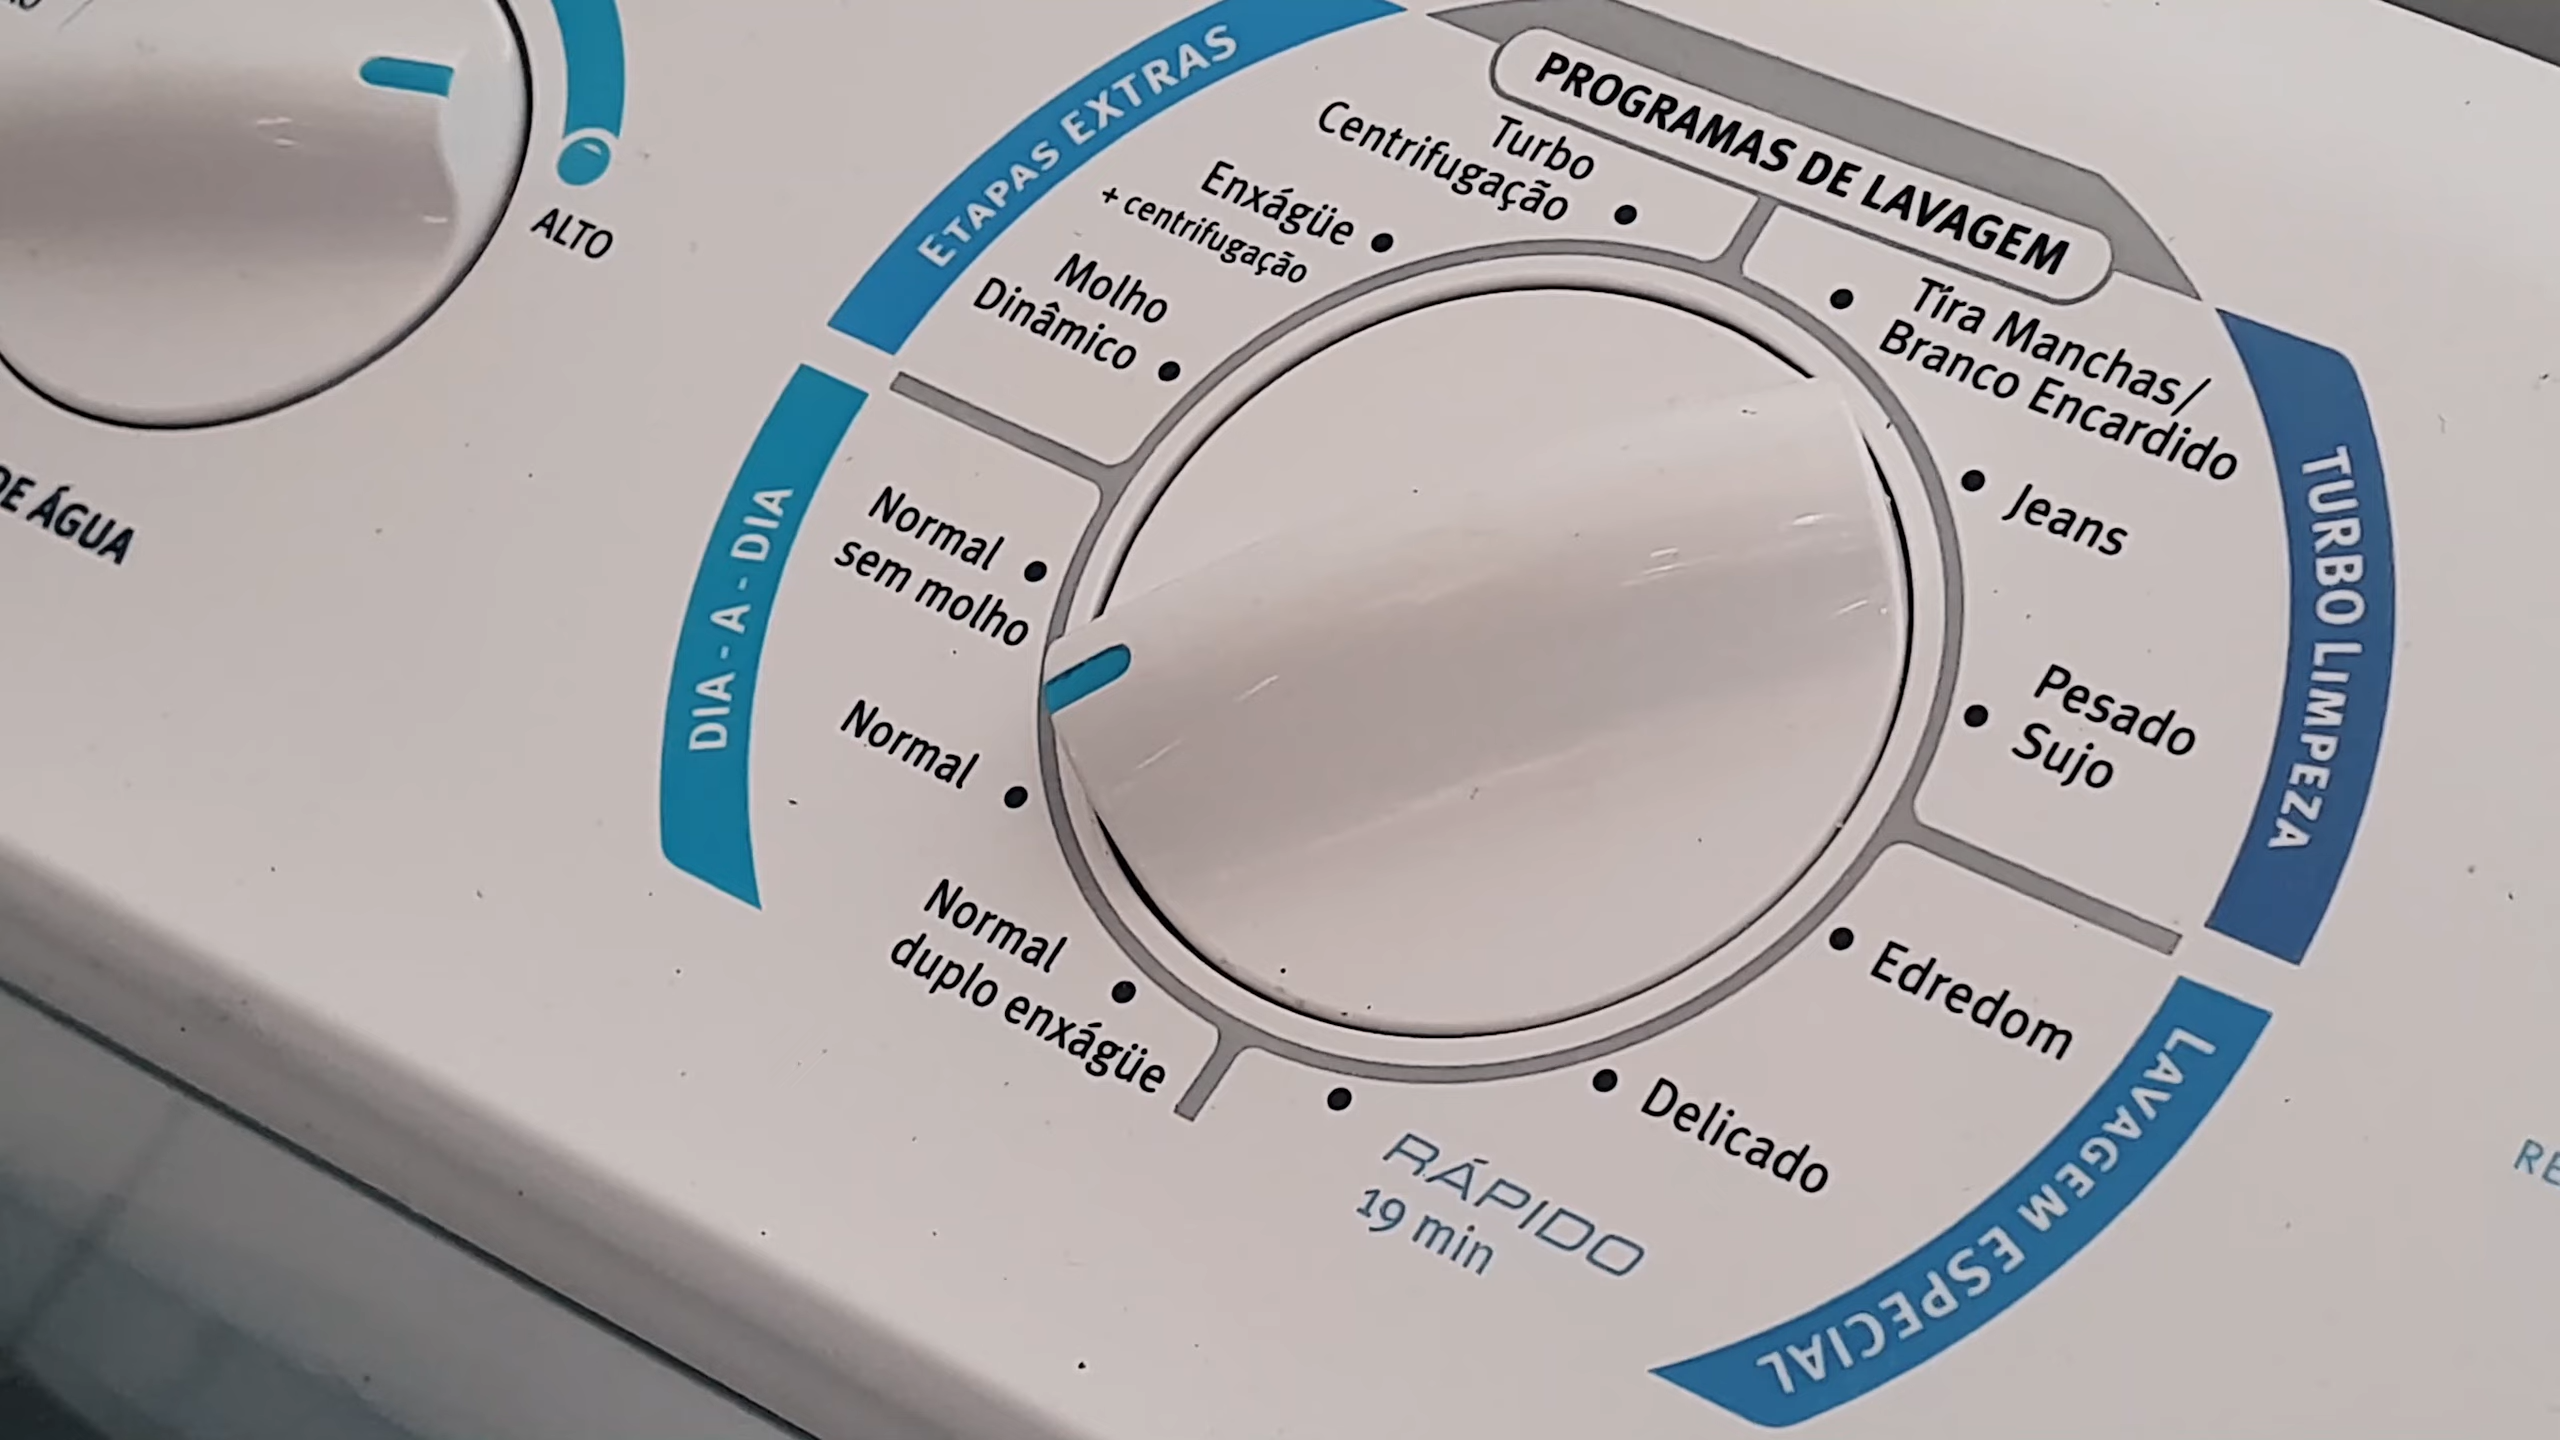 ALTO
DE ÁGUA
PROGRAMAS DE LAVAGEM
ETAPAS EXTRAS
Turbo
Centrifugação
Enxágüe
+ centrifugação
Molho
Dinâmico
DIA - A - DIA
Normal
sem molho
Normal
Normal
duplo enxágüe
Tira Manchas/
Branco Encardido
Jeans
Pesado
Sujo
TURBO LIMPEZA
Edredom
Delicado
RÁPIDO
19 min
LAVAGEM ESPECIAL